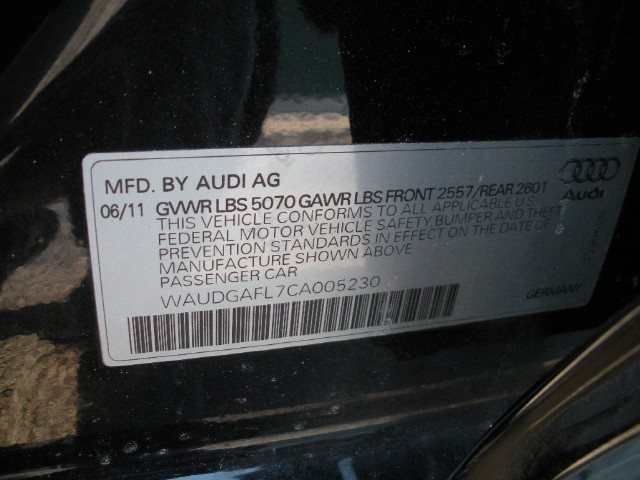 MFD. BY AUDI AG
06/11 GVWR LBS 5070 GAWR LBS FRONT 2557/REAR 2601
THIS VEHICLE CONFORMS TO ALL APPLICABLE U.S.
FEDERAL MOTOR VEHICLE SAFETY BUMPER AND THEFT
PREVENTION STANDARDS IN EFFECT ON THE DATE OF
MANUFACTURE SHOWN ABOVE
PASSENGER CAR
WAUDGAFL7CA005230
Audi
GERMANY